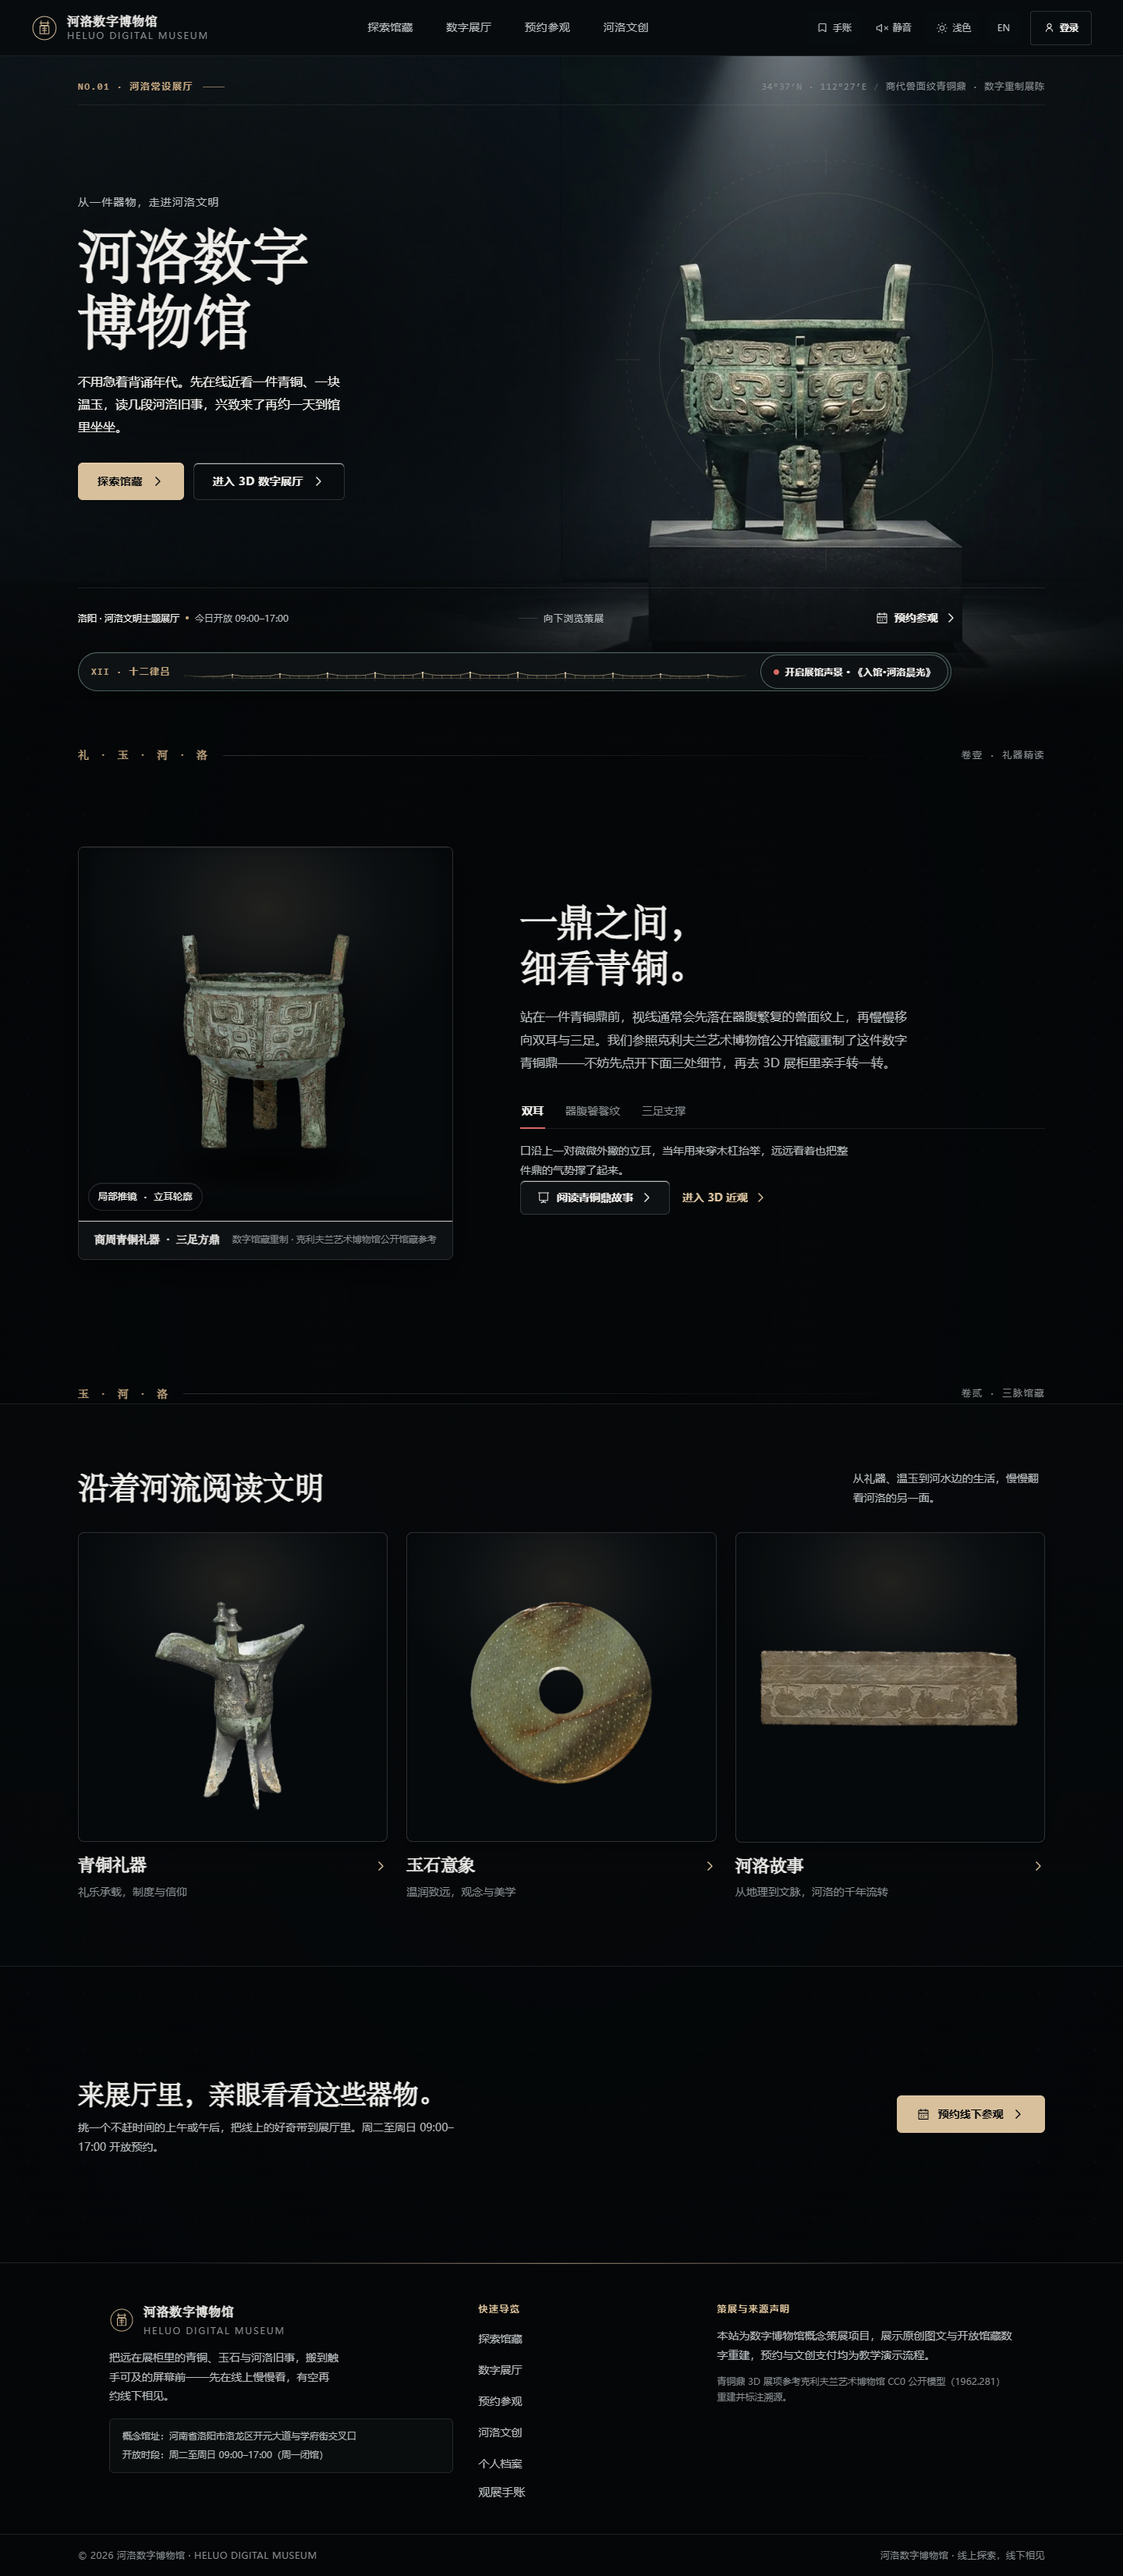 河洛数字博物馆
HELUO DIGITAL MUSEUM
探索馆藏
数字展厅
预约参观
河洛文创
手账
静音
浅色
EN
登录
NO.01 · 河洛常设展厅
34°37′N · 112°27′E / 商代兽面纹青铜鼎 · 数字重制展陈
从一件器物，走进河洛文明
河洛数字
博物馆
不用急着背诵年代。先在线近看一件青铜、一块
温玉，读几段河洛旧事，兴致来了再约一天到馆
里坐坐。
探索馆藏
进入 3D 数字展厅
洛阳 · 河洛文明主题展厅 • 今日开放 09:00–17:00
向下浏览策展
预约参观
XII · 十二律吕
开启展馆声景 · 《入馆·河洛晨光》
礼 · 玉 · 河 · 洛
卷壹 · 礼器精读
一鼎之间，
细看青铜。
站在一件青铜鼎前，视线通常会先落在器腹繁复的兽面纹上，再慢慢移
向双耳与三足。我们参照克利夫兰艺术博物馆公开馆藏重制了这件数字
青铜鼎——不妨先点开下面三处细节，再去 3D 展柜里亲手转一转。
双耳
器腹饕餮纹
三足支撑
口沿上一对微微外撇的立耳，当年用来穿木杠抬举，远远看着也把整
件鼎的气势撑了起来。
阅读青铜鼎故事
进入 3D 近观
局部推镜 · 立耳轮廓
商周青铜礼器 · 三足方鼎
数字馆藏重制 · 克利夫兰艺术博物馆公开馆藏参考
玉 · 河 · 洛
卷贰 · 三脉馆藏
沿着河流阅读文明
从礼器、温玉到河水边的生活，慢慢翻
看河洛的另一面。
青铜礼器
礼乐承载，制度与信仰
玉石意象
温润致远，观念与美学
河洛故事
从地理到文脉，河洛的千年流转
来展厅里，亲眼看看这些器物。
挑一个不赶时间的上午或午后，把线上的好奇带到展厅里。周二至周日 09:00–
17:00 开放预约。
预约线下参观
河洛数字博物馆
HELUO DIGITAL MUSEUM
把远在展柜里的青铜、玉石与河洛旧事，搬到触
手可及的屏幕前——先在线上慢慢看，有空再
约线下相见。
概念馆址：河南省洛阳市洛龙区开元大道与学府街交叉口
开放时段：周二至周日 09:00–17:00（周一闭馆）
快速导览
探索馆藏
数字展厅
预约参观
河洛文创
个人档案
观展手账
策展与来源声明
本站为数字博物馆概念策展项目，展示原创图文与开放馆藏数
字重建，预约与文创支付均为教学演示流程。
青铜鼎 3D 展项参考克利夫兰艺术博物馆 CC0 公开模型（1962.281）
重建并标注溯源。
© 2026 河洛数字博物馆 · HELUO DIGITAL MUSEUM
河洛数字博物馆 · 线上探索，线下相见